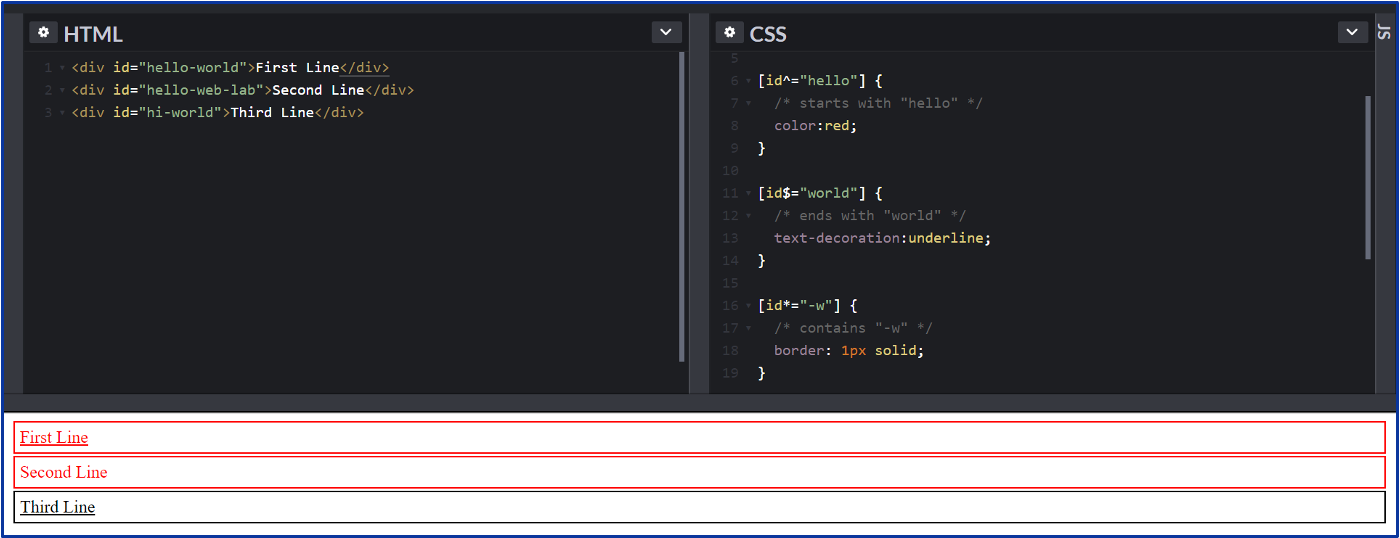 HTML
1 <div id="hello-world">First Line</div>
2 <div id="hello-web-lab">Second Line</div>
3 <div id="hi-world">Third Line</div>
CSS
5
6 [id^="hello"] {
7 /* starts with "hello" */
8 color:red;
9 }
10
11 [id$="world"] {
12 /* ends with "world" */
13 text-decoration:underline;
14 }
15
16 [id*="-w"] {
17 /* contains "-w" */
18 border: 1px solid;
19 }
JS
First Line
Second Line
Third Line